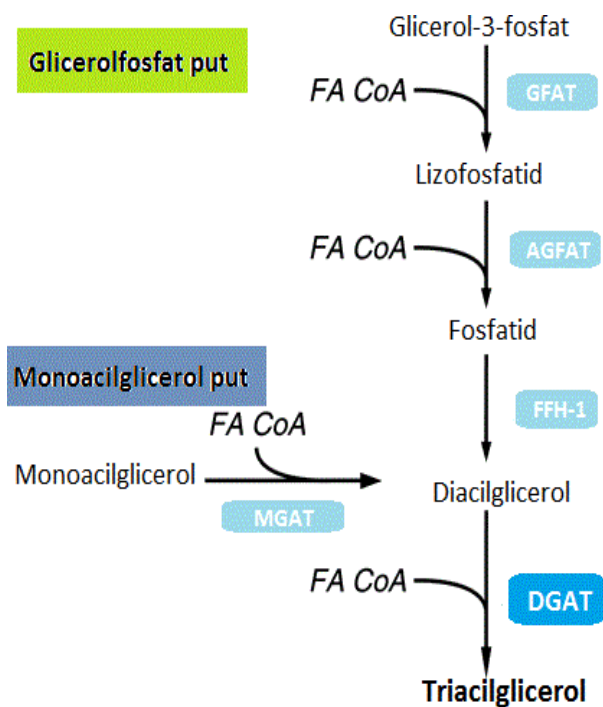 Glicerol-3-fosfat
Glicerolfosfat put
FA CoA
GFAT
Lizofosfatid
FA CoA
AGFAT
Fosfatid
Monoacilglicerol put
FFH-1
FA CoA
Monoacilglicerol
Diacilglicerol
MGAT
FA CoA
DGAT
Triacilglicerol